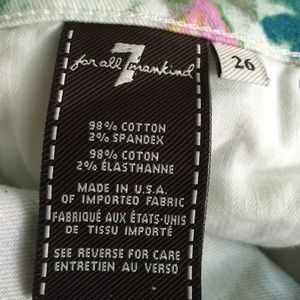 7
for all mankind
26
98% COTTON
2% SPANDEX
98% COTON
2% ÉLASTHANNE
MADE IN U.S.A.
OF IMPORTED FABRIC
FABRIQUÉ AUX ÉTATS-UNIS
DE TISSU IMPORTÉ
SEE REVERSE FOR CARE
ENTRETIEN AU VERSO